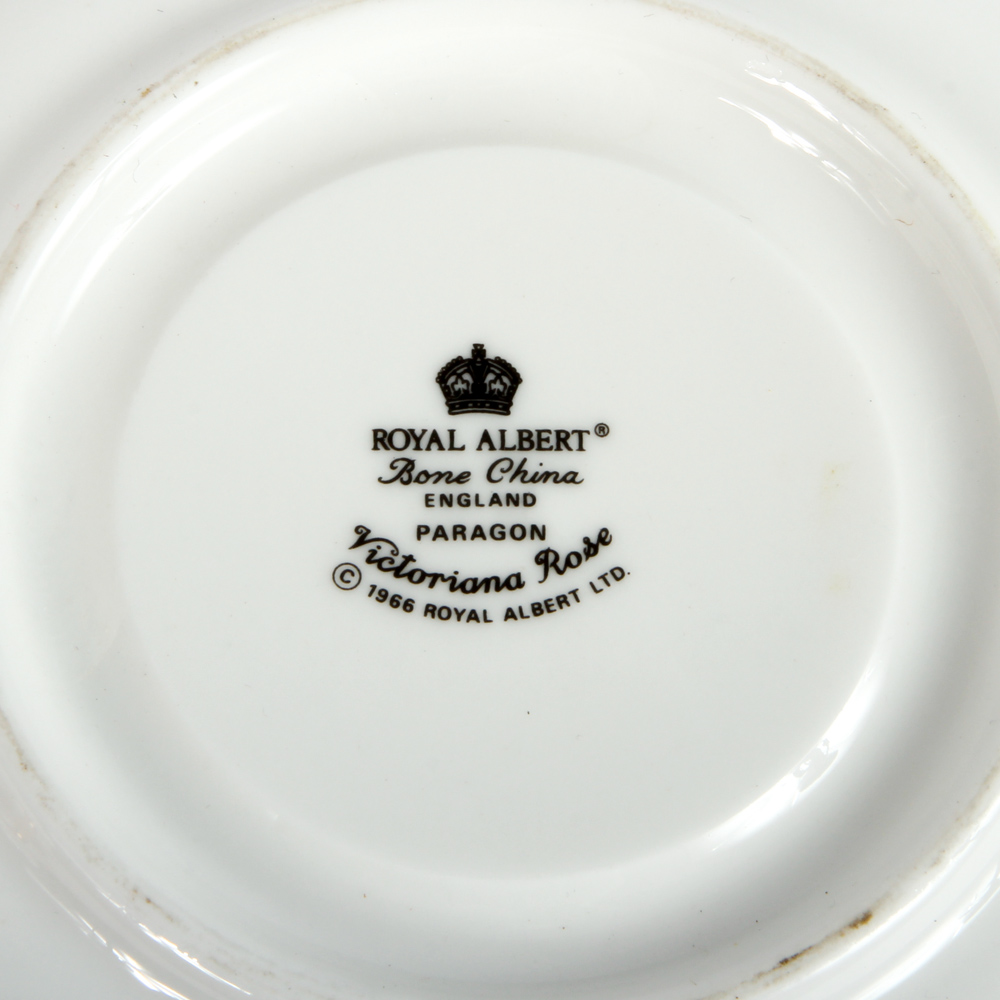 ROYAL ALBERT®
Bone China
ENGLAND
PARAGON
Victoriana Rose
© 1966 ROYAL ALBERT LTD.